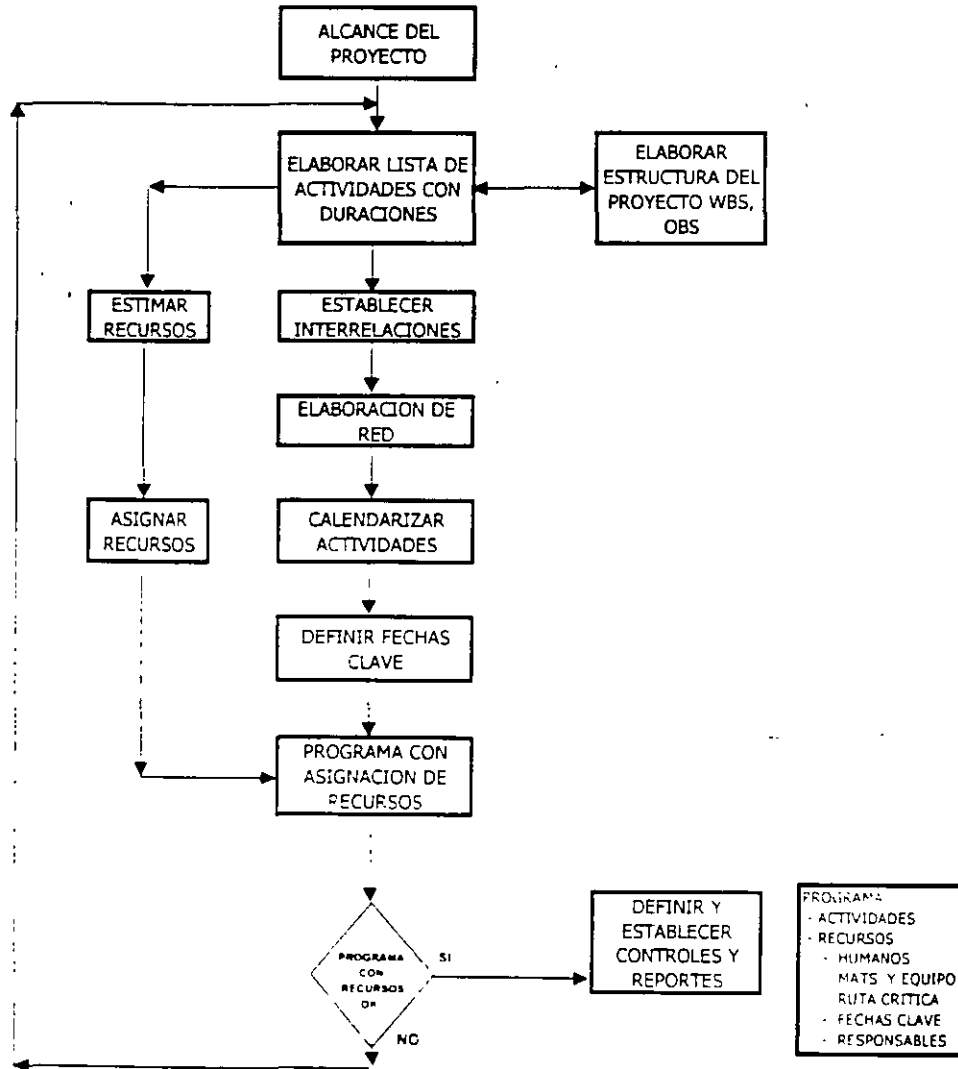 ALCANCE DEL
PROYECTO
ELABORAR LISTA DE
ACTIVIDADES CON
DURACIONES
ELABORAR
ESTRUCTURA DEL
PROYECTO WBS,
OBS
ESTIMAR
RECURSOS
ESTABLECER
INTERRELACIONES
ELABORACION DE
RED
ASIGNAR
RECURSOS
CALENDARIZAR
ACTIVIDADES
DEFINIR FECHAS
CLAVE
PROGRAMA CON
ASIGNACION DE
RECURSOS
PROGRAMA
CON
RECURSOS
OK
SI
NO
DEFINIR Y
ESTABLECER
CONTROLES Y
REPORTES
PROGRAMA
- ACTIVIDADES
- RECURSOS
- HUMANOS
MATS Y EQUIPO
RUTA CRITICA
- FECHAS CLAVE
- RESPONSABLES